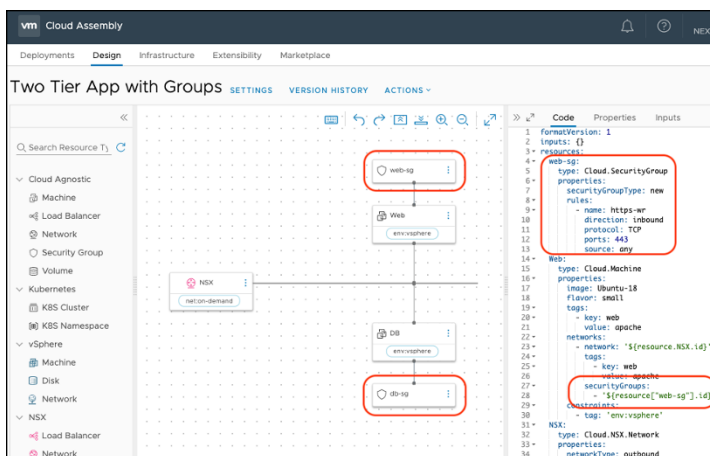 vm Cloud Assembly
NEX
Deployments Design Infrastructure Extensibility Marketplace
Two Tier App with Groups SETTINGS VERSION HISTORY ACTIONS
Search Resource Ty
Cloud Agnostic
Machine
Load Balancer
Network
Security Group
Volume
Kubernetes
K8S Cluster
K8S Namespace
vSphere
Machine
Disk
Network
NSX
Load Balancer
Network
web-sg
Web
env:vsphere
NSX
net:on-demand
DB
env:vsphere
db-sg
Code Properties Inputs
1 formatVersion: 1
2 inputs: {}
3 resources:
4 web-sg:
5 type: Cloud.SecurityGroup
6 properties:
7 securityGroupType: new
8 rules:
9 - name: https-wr
10 direction: inbound
11 protocol: TCP
12 ports: 443
13 source: any
14 Web:
15 type: Cloud.Machine
16 properties:
17 image: Ubuntu-18
18 flavor: small
19 tags:
20 - key: web
21 value: apache
22 networks:
23 - network: '${resource.NSX.id}'
24 tags:
25 - key: web
26 value: apache
27 securityGroups:
28 - '${resource["web-sg"].id}
29 constraints:
30 - tag: 'env:vsphere'
31 NSX:
32 type: Cloud.NSX.Network
33 properties:
34 networkType: outbound